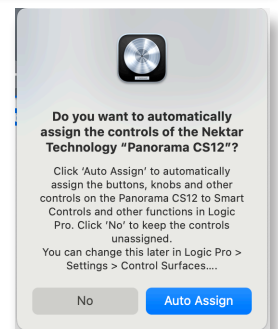 Do you want to automatically
assign the controls of the Nektar
Technology “Panorama CS12”?
Click ‘Auto Assign’ to automatically
assign the buttons, knobs and other
controls on the Panorama CS12 to Smart
Controls and other functions in Logic
Pro. Click ‘No’ to keep the controls
unassigned.
You can change this later in Logic Pro >
Settings > Control Surfaces....
No
Auto Assign